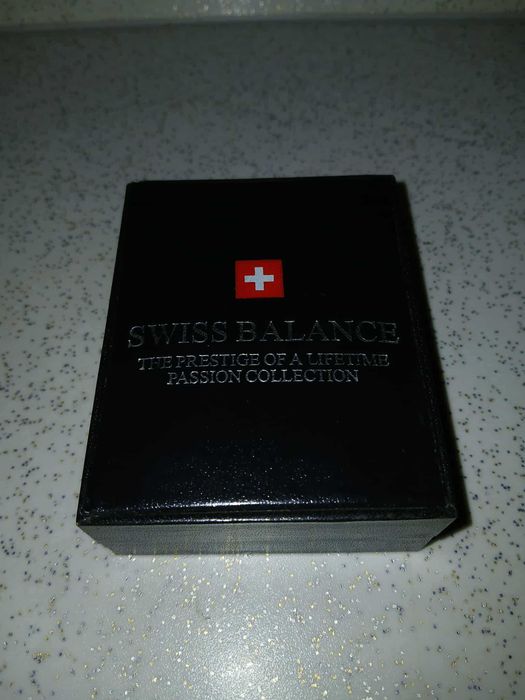 SWISS BALANCE
THE PRESTIGE OF A LIFETIME
PASSION COLLECTION